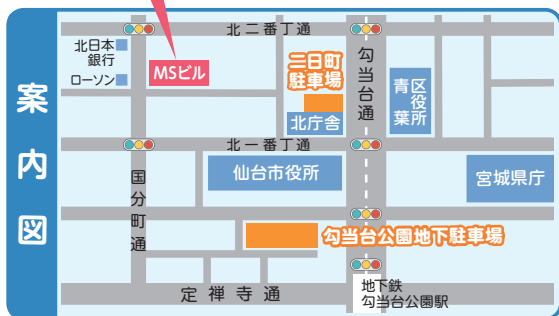 案内図
北二番丁通
北日本
銀行
ローソン
MSビル
二日町
駐車場
北庁舎
勾当台通
青葉
区役所
北一番丁通
国分町通
仙台市役所
宮城県庁
勾当台公園地下駐車場
定禅寺通
地下鉄
勾当台公園駅